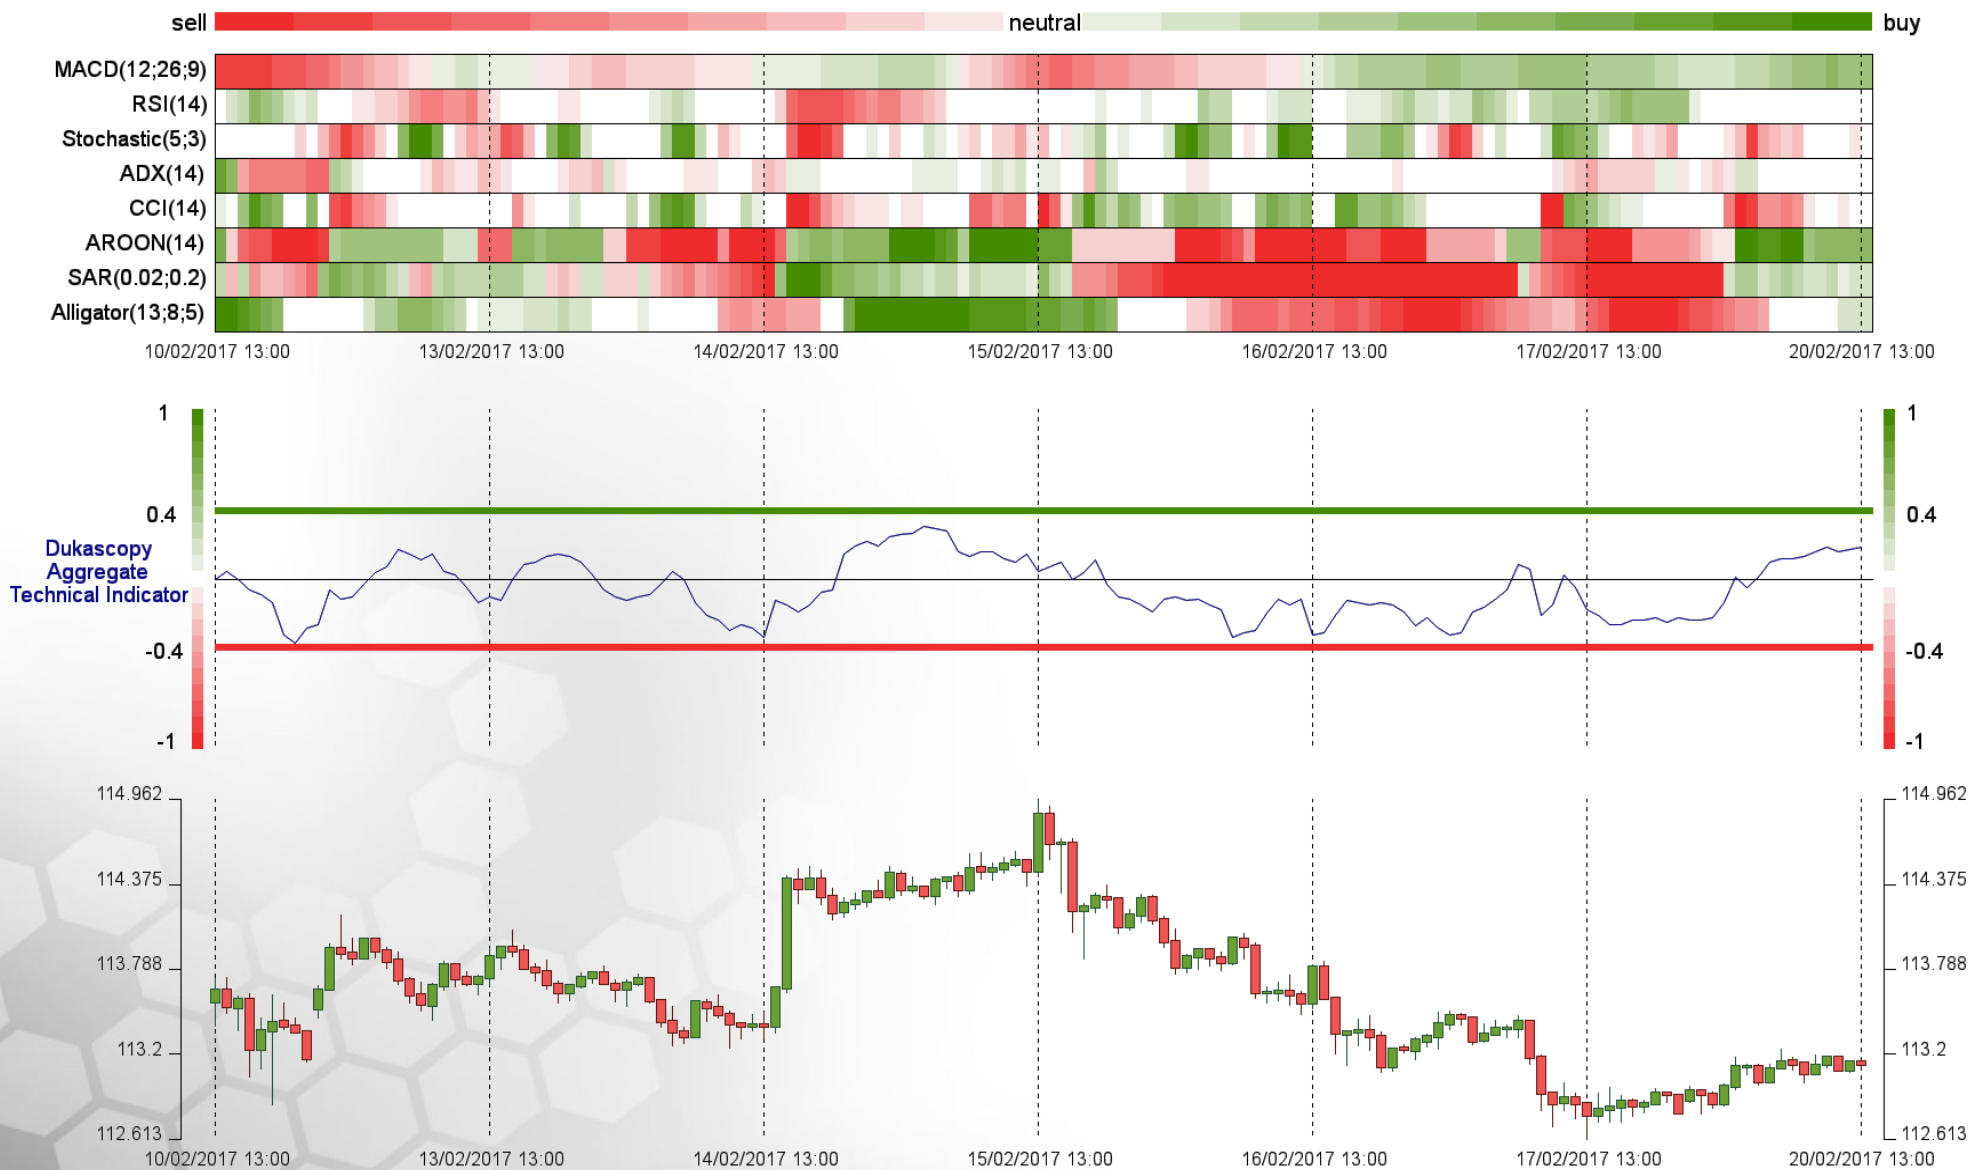 sell neutral buy
MACD(12;26;9)
RSI(14)
Stochastic(5;3)
ADX(14)
CCI(14)
AROON(14)
SAR(0.02;0.2)
Alligator(13;8;5)
10/02/2017 13:00 13/02/2017 13:00 14/02/2017 13:00 15/02/2017 13:00 16/02/2017 13:00 17/02/2017 13:00 20/02/2017 13:00
1 1
0.4 0.4
Dukascopy
Aggregate
Technical Indicator
-0.4 -0.4
-1 -1
114.962 114.962
114.375 114.375
113.788 113.788
113.2 113.2
112.613 112.613
10/02/2017 13:00 13/02/2017 13:00 14/02/2017 13:00 15/02/2017 13:00 16/02/2017 13:00 17/02/2017 13:00 20/02/2017 13:00